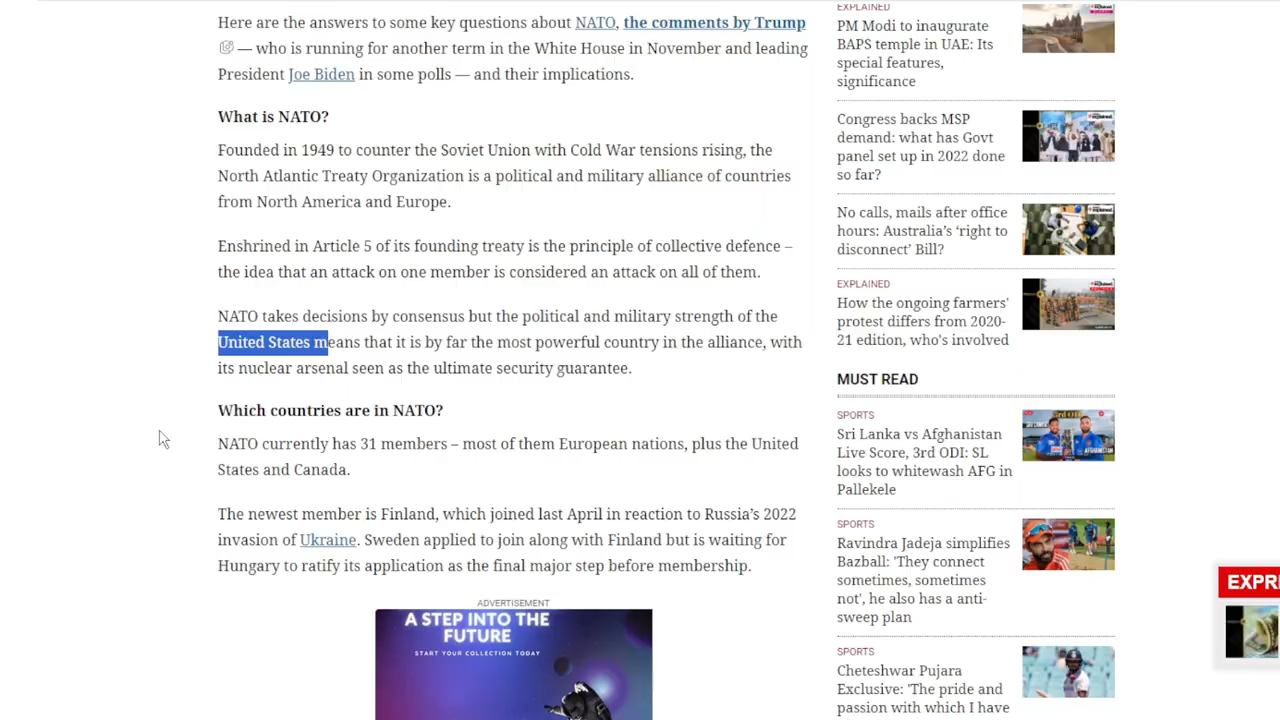 Here are the answers to some key questions about NATO, the comments by Trump
— who is running for another term in the White House in November and leading
President Joe Biden in some polls — and their implications.
What is NATO?
Founded in 1949 to counter the Soviet Union with Cold War tensions rising, the
North Atlantic Treaty Organization is a political and military alliance of countries
from North America and Europe.
Enshrined in Article 5 of its founding treaty is the principle of collective defence –
the idea that an attack on one member is considered an attack on all of them.
NATO takes decisions by consensus but the political and military strength of the
United States means that it is by far the most powerful country in the alliance, with
its nuclear arsenal seen as the ultimate security guarantee.
Which countries are in NATO?
NATO currently has 31 members – most of them European nations, plus the United
States and Canada.
The newest member is Finland, which joined last April in reaction to Russia’s 2022
invasion of Ukraine. Sweden applied to join along with Finland but is waiting for
Hungary to ratify its application as the final major step before membership.
ADVERTISEMENT
A STEP INTO THE
FUTURE
START YOUR COLLECTION TODAY
EXPLAINED
PM Modi to inaugurate
BAPS temple in UAE: Its
special features,
significance
Congress backs MSP
demand: what has Govt
panel set up in 2022 done
so far?
No calls, mails after office
hours: Australia’s ‘right to
disconnect’ Bill?
EXPLAINED
How the ongoing farmers'
protest differs from 2020-
21 edition, who's involved
MUST READ
SPORTS
Sri Lanka vs Afghanistan
Live Score, 3rd ODI: SL
looks to whitewash AFG in
Pallekele
SPORTS
Ravindra Jadeja simplifies
Bazball: 'They connect
sometimes, sometimes
not', he also has a anti-
sweep plan
SPORTS
Cheteshwar Pujara
Exclusive: 'The pride and
passion with which I have
EXPR